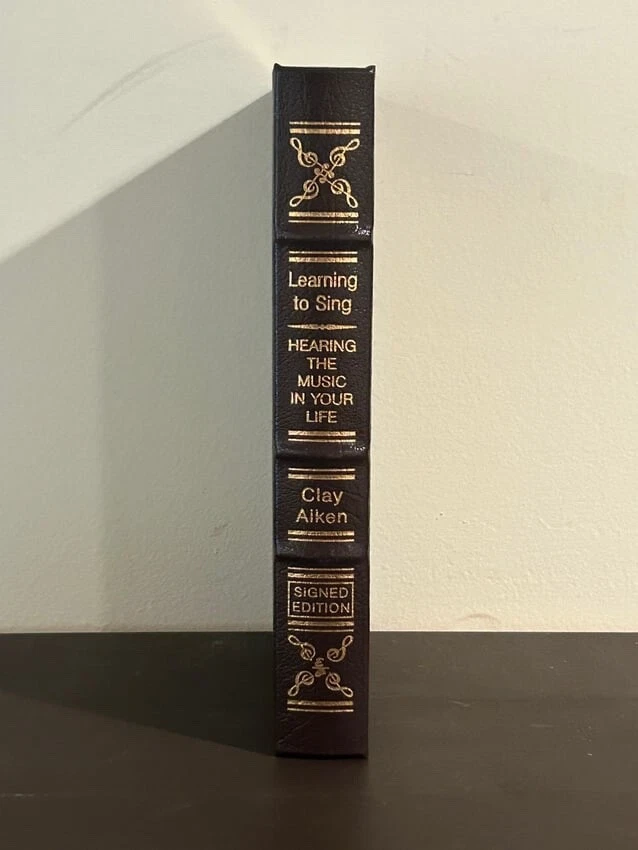 Learning
to Sing
HEARING
THE
MUSIC
IN YOUR
LIFE
Clay
Aiken
SIGNED
EDITION